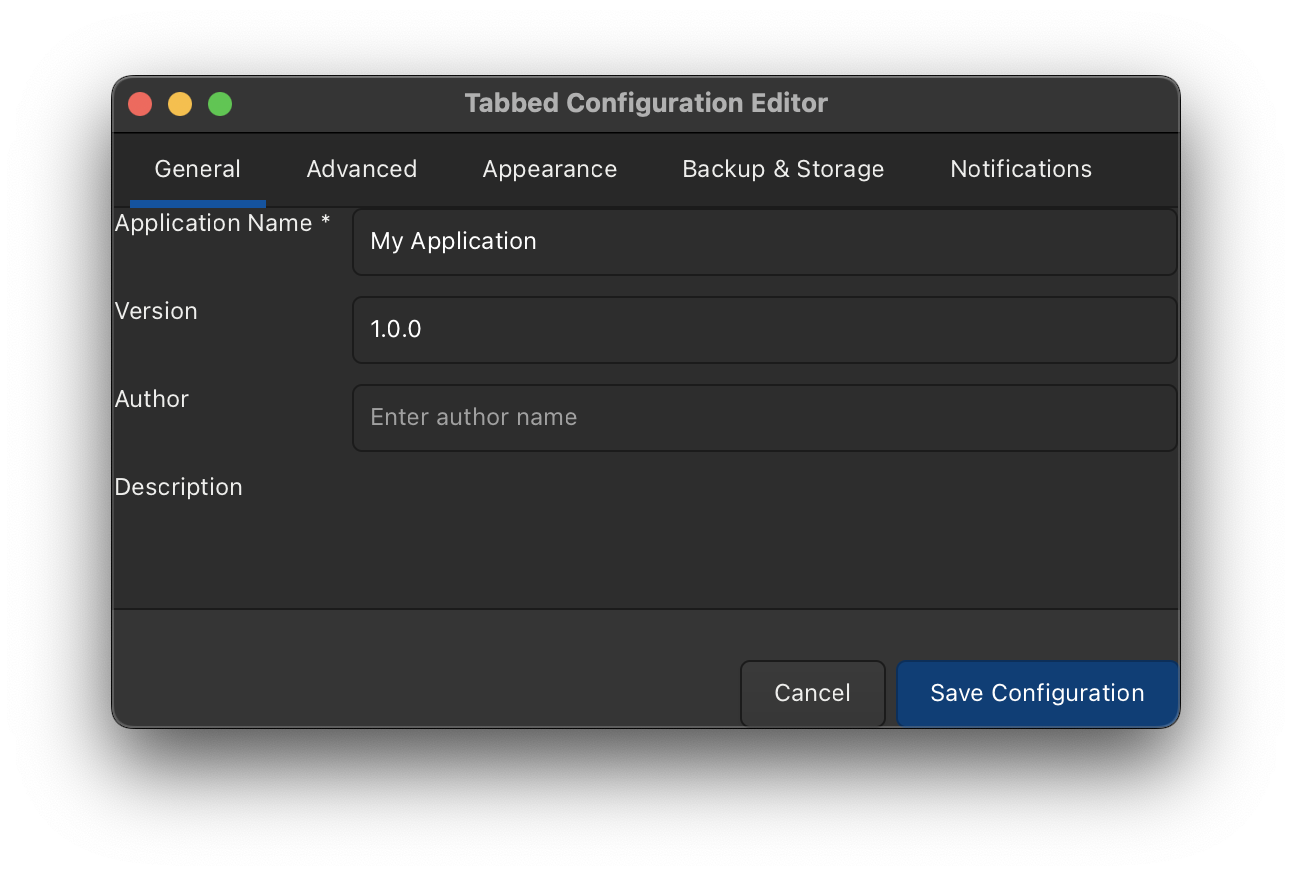 Tabbed Configuration Editor
General Advanced Appearance Backup & Storage Notifications
Application Name * My Application
Version 1.0.0
Author Enter author name
Description
Cancel Save Configuration